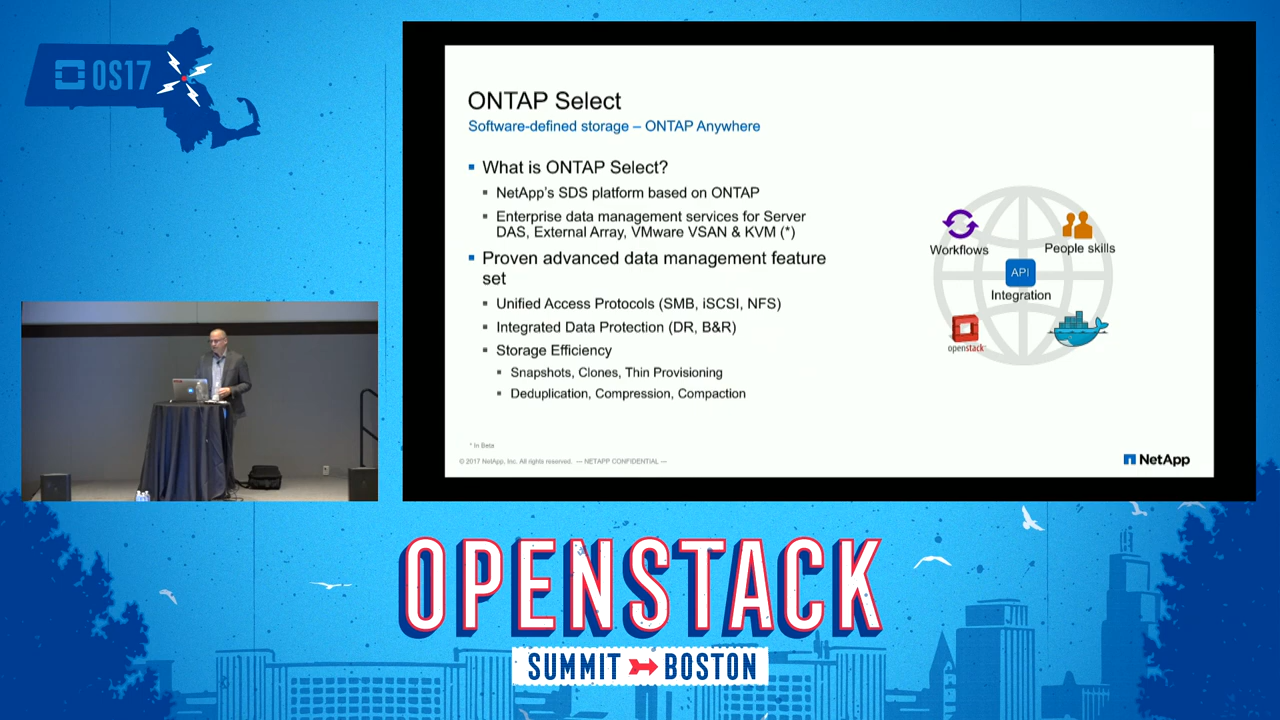 OS17
ONTAP Select
Software-defined storage – ONTAP Anywhere
What is ONTAP Select?
NetApp's SDS platform based on ONTAP
Enterprise data management services for Server
DAS, External Array, VMware VSAN & KVM (*)
Proven advanced data management feature
set
Unified Access Protocols (SMB, iSCSI, NFS)
Integrated Data Protection (DR, B&R)
Storage Efficiency
Snapshots, Clones, Thin Provisioning
Deduplication, Compression, Compaction
Workflows
People skills
API
Integration
openstack
* In Beta
© 2017 NetApp, Inc. All rights reserved. — NETAPP CONFIDENTIAL —
NetApp
OPENSTACK
SUMMIT BOSTON